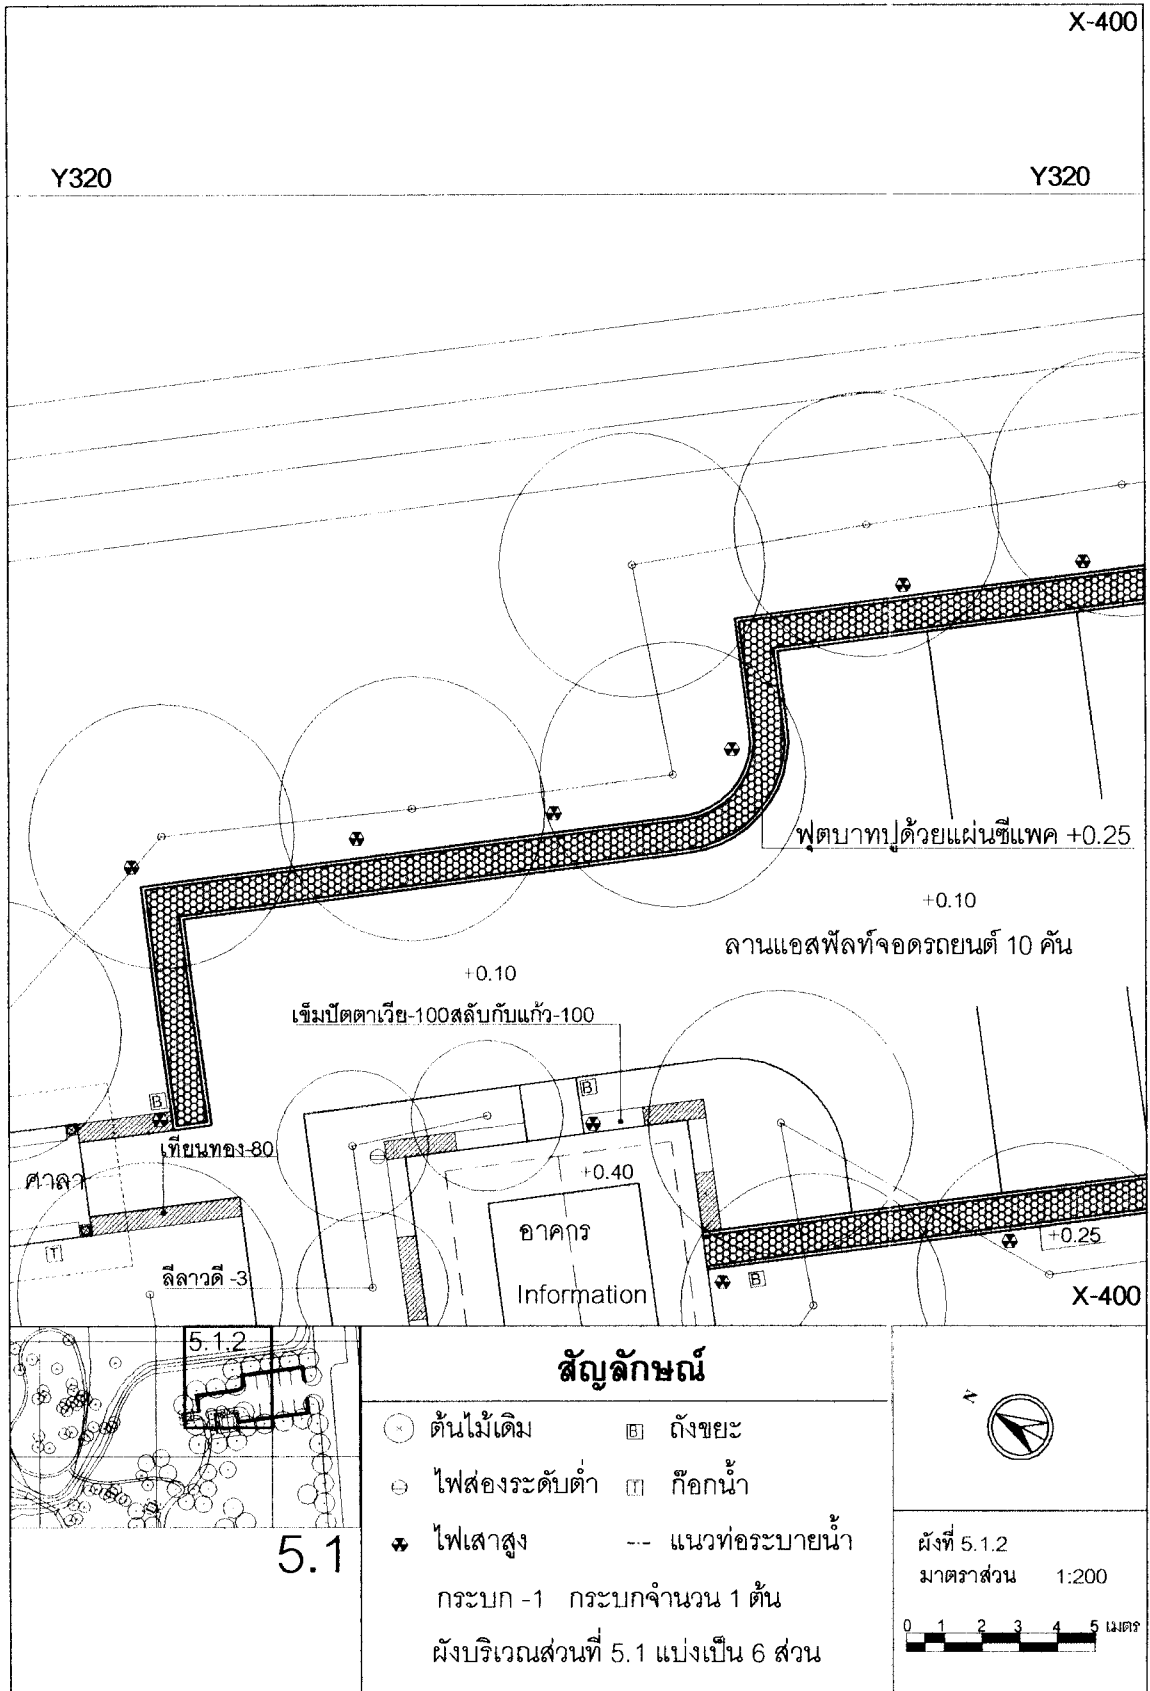 X-400
Y320 Y320
ฟุตบาทปูด้วยแผ่นซีแพค +0.25
+0.10
ลานแอสฟัลท์จอดรถยนต์ 10 คัน
+0.10
เข็มปัตตาเวีย-100สลับกับแก้ว-100
B
B
เทียนทอง-80
+0.40
ศาลา
อาคาร
+0.25
T
ลีลาวดี -3
Information
B
X-400
5.1.2
5.1
สัญลักษณ์
ต้นไม้เดิม
B ถังขยะ
ไฟส่องระดับต่ำ
T ก๊อกน้ำ
ไฟเสาสูง
--- แนวท่อระบายน้ำ
กระบก -1 กระบกจำนวน 1 ต้น
ผังบริเวณส่วนที่ 5.1 แบ่งเป็น 6 ส่วน
N
ผังที่ 5.1.2
มาตราส่วน 1:200
0 1 2 3 4 5 เมตร